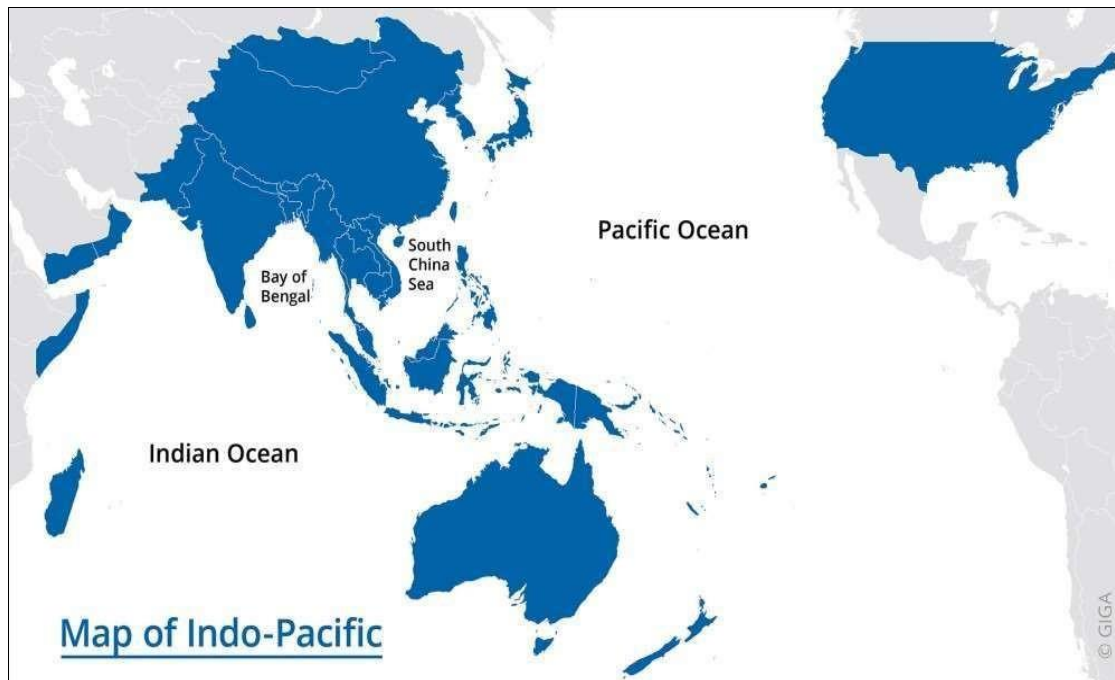 Pacific Ocean
South
China
Sea
Bay of
Bengal
Indian Ocean
Map of Indo-Pacific
© GIGA